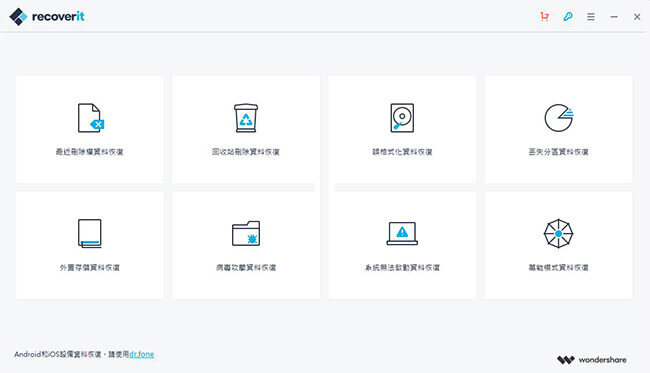 recoverit
最近刪除檔資料恢復
回收站刪除資料恢復
誤格式化資料恢復
丟失分區資料恢復
外置存儲資料恢復
病毒攻擊資料恢復
系統無法啟動資料恢復
萬能模式資料恢復
Android和iOS設備資料恢復，請使用dr.fone
wondershare